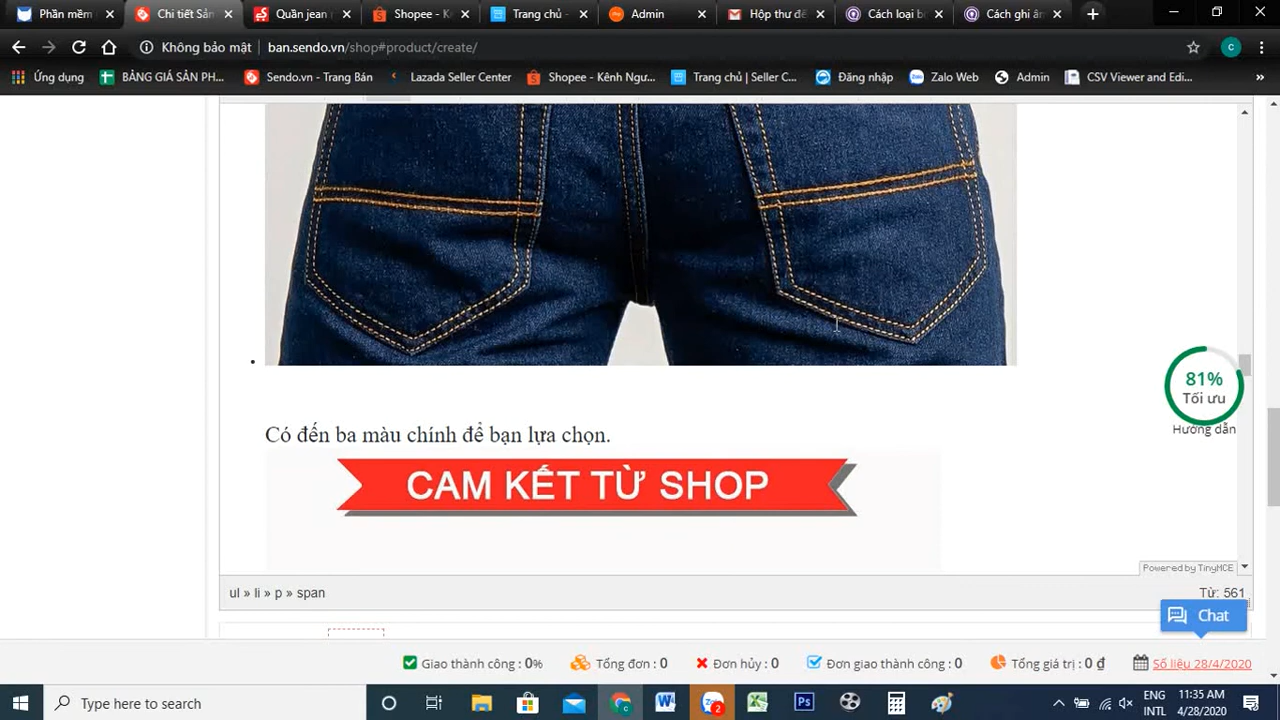 Phần mềm
Chi tiết Sản
Quần jean
Shopee - Kê
Trang chủ -
Admin
Hộp thư đế
Cách loại b
Cách ghi âr
Không bảo mật
ban.sendo.vn/shop#product/create/
c
Ứng dụng
BẢNG GIÁ SẢN PH...
Sendo.vn - Trang Bán
Lazada Seller Center
Shopee - Kênh Ngư...
Trang chủ | Seller C...
Đăng nhập
Zalo Web
Admin
CSV Viewer and Edi...
»
81%
Tối ưu
Hướng dẫn
Có đến ba màu chính để bạn lựa chọn.
CAM KẾT TỪ SHOP
Powered by TinyMCE
ul » li » p » span
Từ: 561
Chat
Giao thành công : 0%
Tổng đơn : 0
Đơn hủy : 0
Đơn giao thành công : 0
Tổng giá trị : 0 ₫
Số liệu 28/4/2020
Type here to search
2
ENG
INTL
11:35 AM
4/28/2020